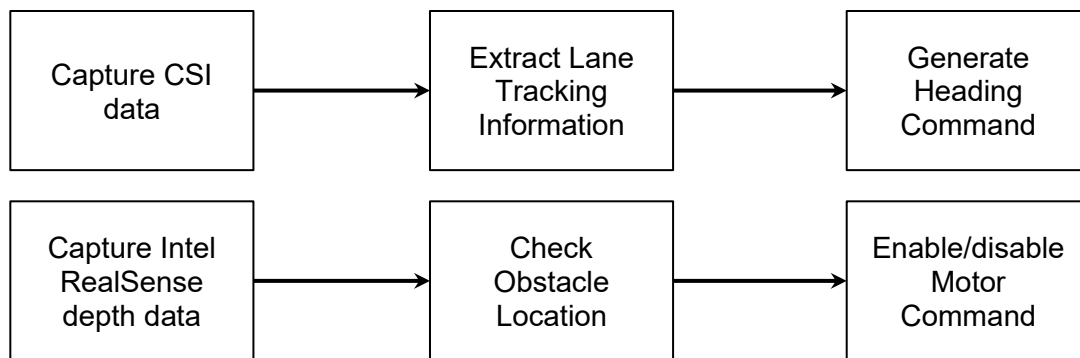 Capture CSI
data
Extract Lane
Tracking
Information
Generate
Heading
Command
Capture Intel
RealSense
depth data
Check
Obstacle
Location
Enable/disable
Motor
Command